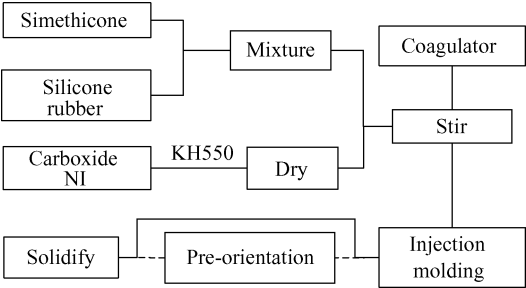 Simethicone
Silicone
rubber
Mixture
Coagulator
Stir
Carboxide
NI
KH550
Dry
Solidify
Pre-orientation
Injection
molding